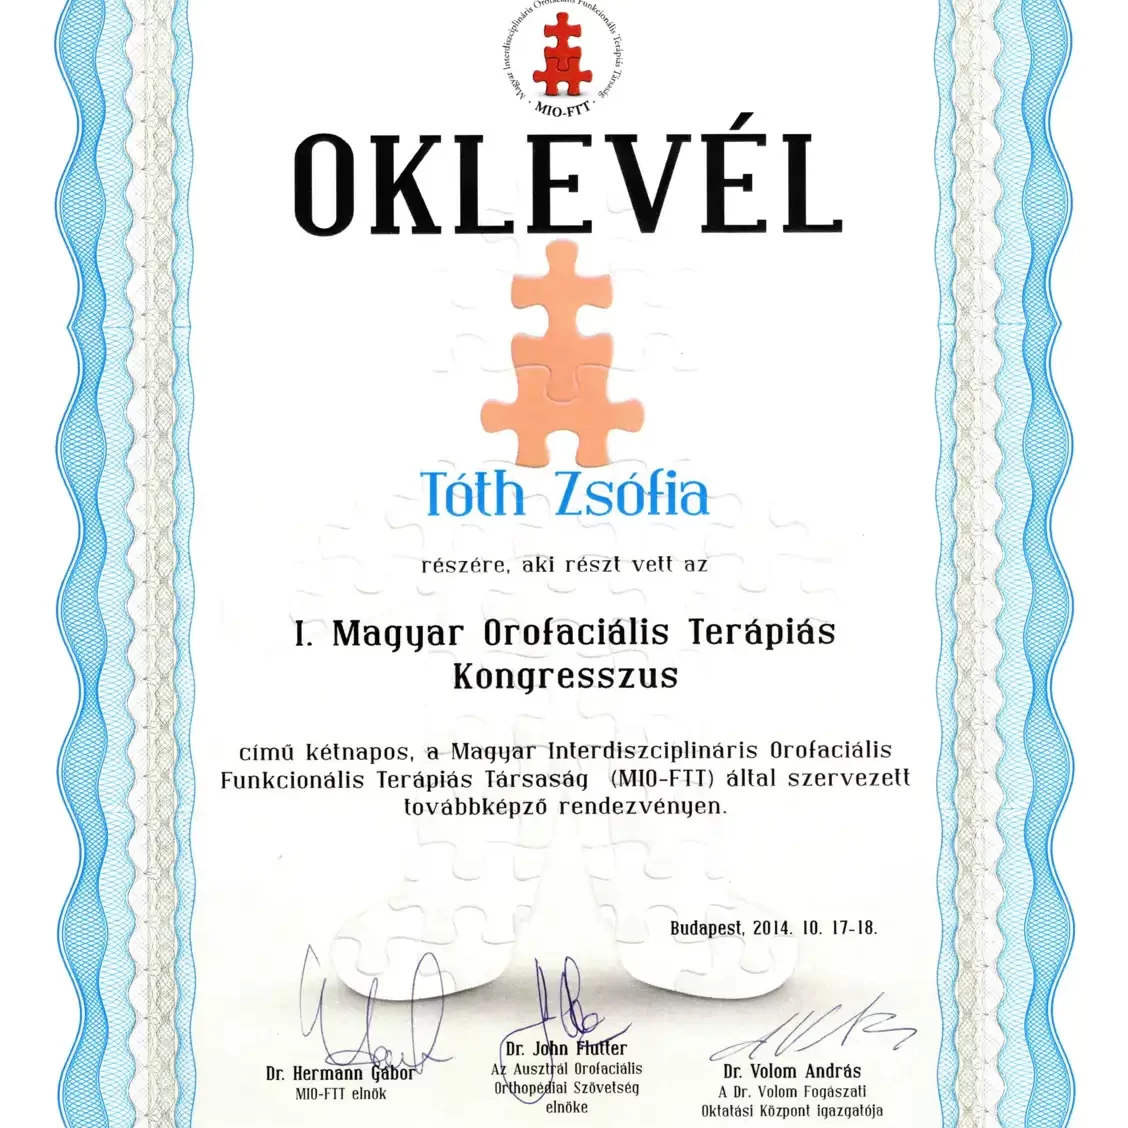 Magyar Interdiszciplináris Orofaciális Funkcionális Terápiás Társaság
· MIO-FTT ·
OKLEVÉL
Tóth Zsófia
részére, aki részt vett az
I. Magyar Orofaciális Terápiás
Kongresszus
című kétnapos, a Magyar Interdiszciplináris Orofaciális
Funkcionális Terápiás Társaság (MIO-FTT) által szervezett
továbbképző rendezvényen.
Budapest, 2014. 10. 17-18.
Dr. Hermann Gábor
MIO-FTT elnök
Dr. John Flutter
Az Ausztrál Orofaciális
Orthopédiai Szövetség
elnöke
Dr. Volom András
A Dr. Volom Fogászati
Oktatási Központ igazgatója